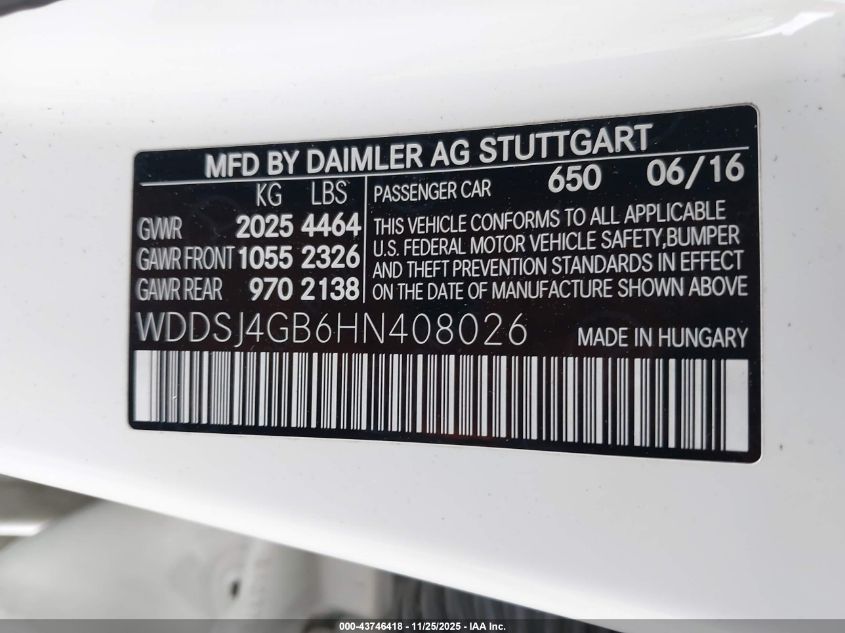 MFD BY DAIMLER AG STUTTGART
KG LBS
GVWR 2025 4464
GAWR FRONT 1055 2326
GAWR REAR 970 2138
PASSENGER CAR 650 06/16
THIS VEHICLE CONFORMS TO ALL APPLICABLE
U.S. FEDERAL MOTOR VEHICLE SAFETY,BUMPER
AND THEFT PREVENTION STANDARDS IN EFFECT
ON THE DATE OF MANUFACTURE SHOWN ABOVE
WDDSJ4GB6HN408026 MADE IN HUNGARY
000-43746418 - 11/25/2025 - IAA Inc.